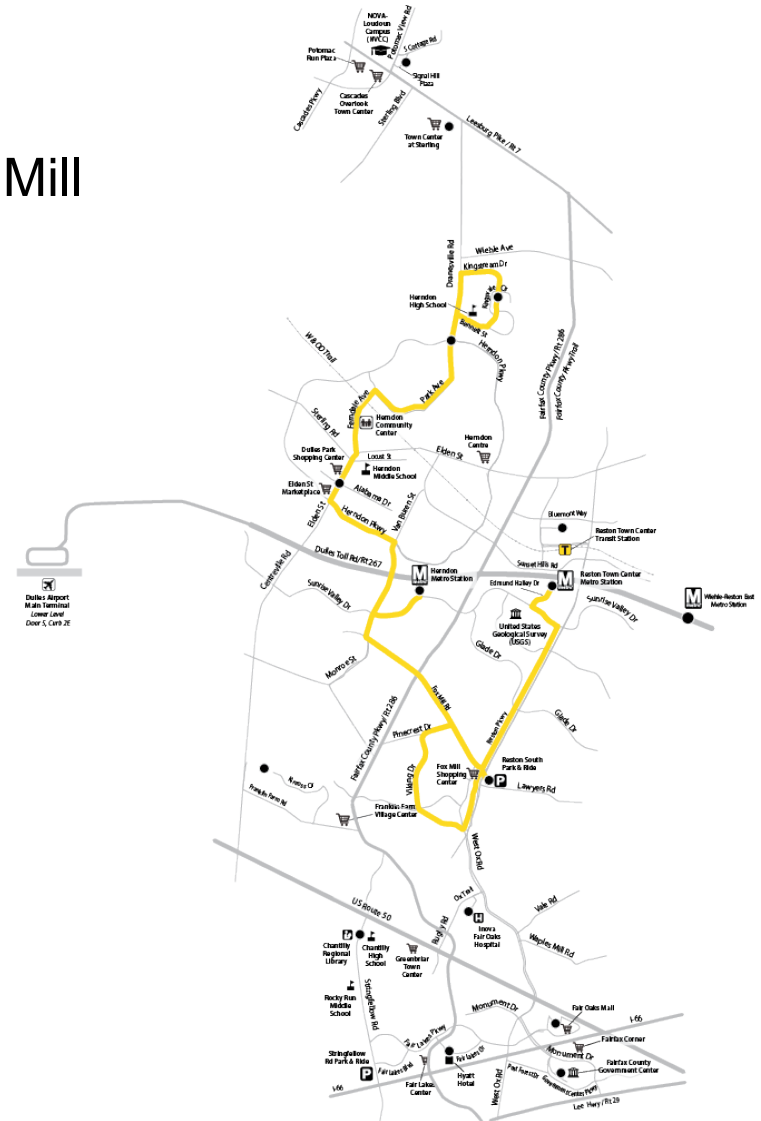 NOVA-
Loudoun
Campus
(NVCC)
Potomac View Rd
S Cottage Rd
Potomac
Run Plaza
Signal Hill
Plaza
Cascades
Overlook
Town Center
Cascades Pkwy
Sterling Blvd
Leesburg Pike / Rt 7
Town Center
at Sterling
Mill
Dranesville Rd
Wiehle Ave
Kingstream Dr
Herndon
High School
Bennett St
Herndon Pkwy
W&OD Trail
Fairfax County Pkwy/ Rt 286
Fairfax County Pkwy Trail
Park Ave
Ferndale Ave
Herndon
Community
Center
Sterling Rd
Herndon
Centre
Dulles Park
Shopping Center
Locust St
Elden St
Herndon
Middle School
Elden St
Marketplace
Alabama Dr
Elden St
Herndon Pkwy
Van Buren St
Bluemont Way
Reston Town Center
Transit Station
T
Dulles Toll Rd/Rt 267
Centreville Rd
Sunset Hills Rd
M
Herndon
Metro Station
Edmund Halley Dr
M
Reston Town Center
Metro Station
Dulles Airport
Main Terminal
Lower Level
Door 5, Curb 2E
Sunrise Valley Dr
M
Wiehle-Reston East
Metro Station
Sunrise Valley Dr
United States
Geological Survey
(USGS)
Glade Dr
Monroe St
Fox Mill Rd
Fairfax County Pkwy/ Rt 286
Pinecrest Dr
Reston Pkwy
Glade Dr
Viking Dr
Fox Mill
Shopping
Center
Reston South
Park & Ride
P
Lawyers Rd
Franklin Farm Rd
Franklin Farm
Village Center
West Ox Rd
US Route 50
Ox Trail
Rugby Rd
Vale Rd
H
Inova
Fair Oaks
Hospital
Waples Mill Rd
Chantilly
Regional
Library
Chantilly
High
School
Greenbriar
Town
Center
Rocky Run
Middle
School
Stringfellow Rd
Monument Dr
Fair Oaks Mall
I-66
Fair Lakes Pkwy
Fairfax Corner
Monument Dr
Stringfellow
Rd Park & Ride
P
Fair Lakes Blvd
Fair Lakes Dr
Fair Lakes
Center
Hyatt
Hotel
Post Forest Dr
Fairfax County
Government Center
Government Center Pkwy
I-66
West Ox Rd
Lee Hwy / Rt 29